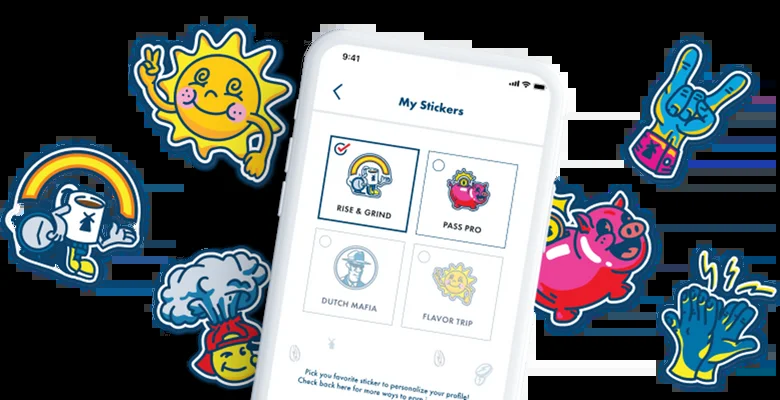 9:41
My Stickers
RISE & GRIND
PASS PRO
DUTCH MAFIA
FLAVOR TRIP
Pick you favorite sticker to personalize your profile!
Check back here for more ways to earn